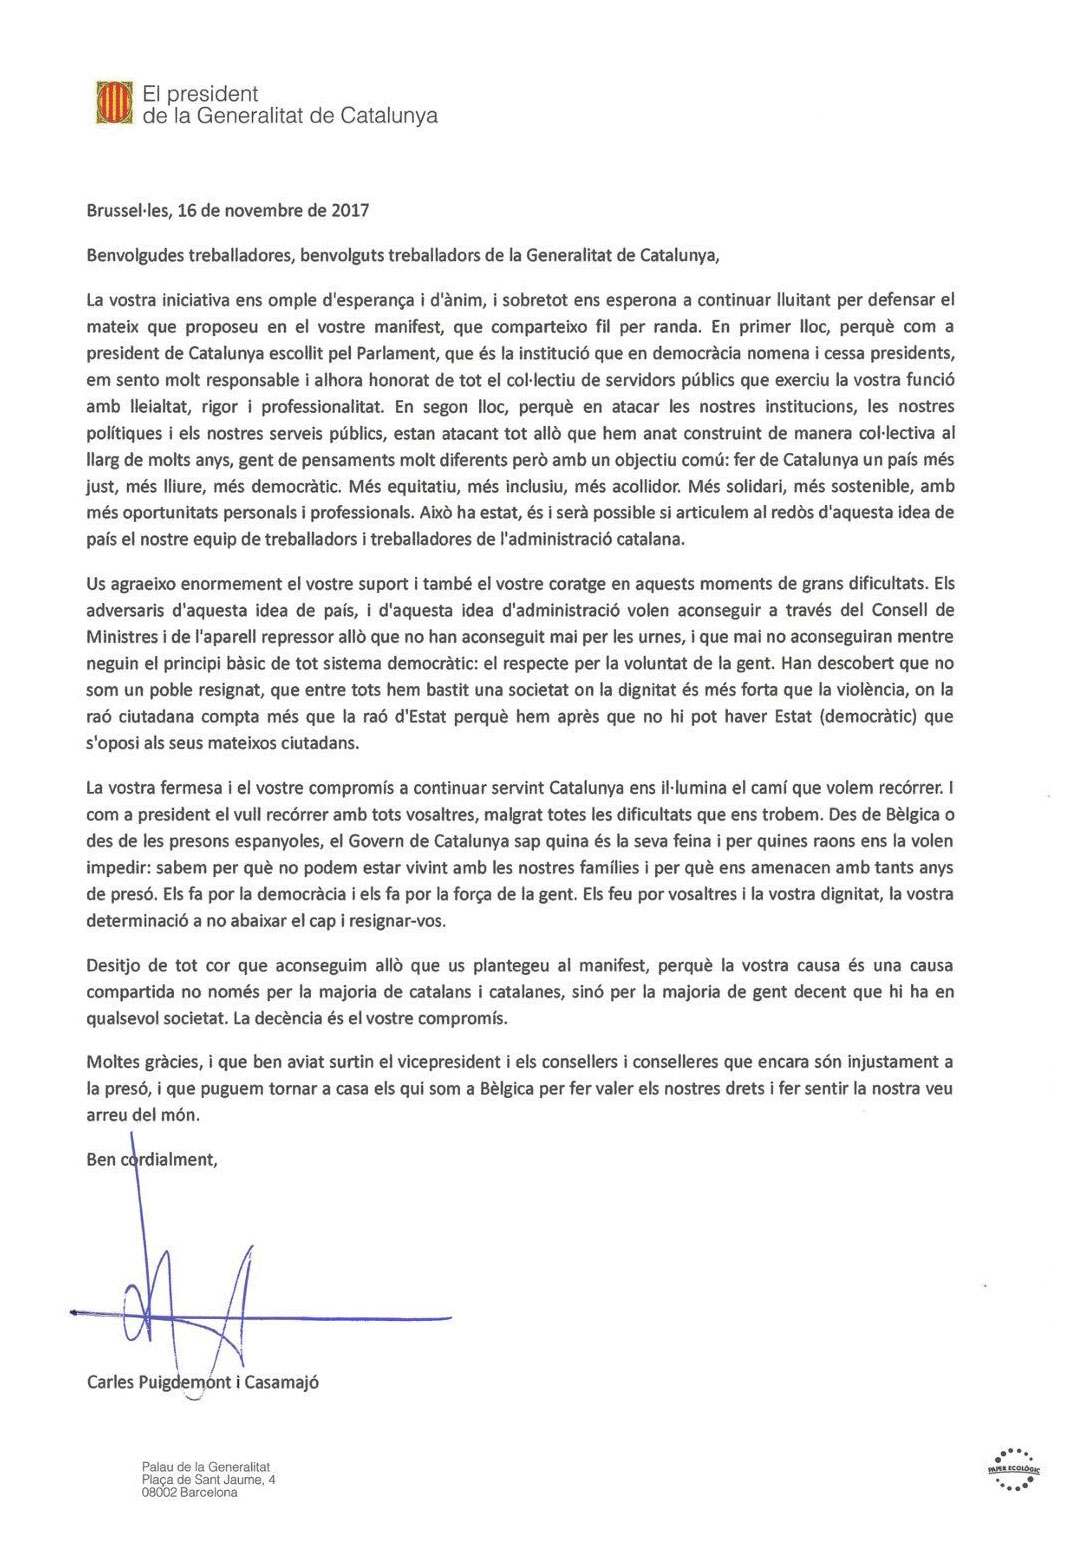 El president
de la Generalitat de Catalunya
Brussel·les, 16 de novembre de 2017
Benvolgudes treballadores, benvolguts treballadors de la Generalitat de Catalunya,
La vostra iniciativa ens omple d'esperança i d'ànim, i sobretot ens esperona a continuar lluitant per defensar el
mateix que proposeu en el vostre manifest, que comparteixo fil per randa. En primer lloc, perquè com a
president de Catalunya escollit pel Parlament, que és la institució que en democràcia nomena i cessa presidents,
em sento molt responsable i alhora honorat de tot el col·lectiu de servidors públics que exerciu la vostra funció
amb lleialtat, rigor i professionalitat. En segon lloc, perquè en atacar les nostres institucions, les nostres
polítiques i els nostres serveis públics, estan atacant tot allò que hem anat construint de manera col·lectiva al
llarg de molts anys, gent de pensaments molt diferents però amb un objectiu comú: fer de Catalunya un país més
just, més lliure, més democràtic. Més equitatiu, més inclusiu, més acollidor. Més solidari, més sostenible, amb
més oportunitats personals i professionals. Això ha estat, és i serà possible si articulem al redòs d'aquesta idea de
país el nostre equip de treballadors i treballadores de l'administració catalana.
Us agraeixo enormement el vostre suport i també el vostre coratge en aquests moments de grans dificultats. Els
adversaris d'aquesta idea de país, i d'aquesta idea d'administració volen aconseguir a través del Consell de
Ministres i de l'aparell repressor allò que no han aconseguit mai per les urnes, i que mai no aconseguiran mentre
neguin el principi bàsic de tot sistema democràtic: el respecte per la voluntat de la gent. Han descobert que no
som un poble resignat, que entre tots hem bastit una societat on la dignitat és més forta que la violència, on la
raó ciutadana compta més que la raó d'Estat perquè hem après que no hi pot haver Estat (democràtic) que
s'oposi als seus mateixos ciutadans.
La vostra fermesa i el vostre compromís a continuar servint Catalunya ens il·lumina el camí que volem recórrer. I
com a president el vull recórrer amb tots vosaltres, malgrat totes les dificultats que ens trobem. Des de Bèlgica o
des de les presons espanyoles, el Govern de Catalunya sap quina és la seva feina i per quines raons ens la volen
impedir: sabem per què no podem estar vivint amb les nostres famílies i per què ens amenacen amb tants anys
de presó. Els fa por la democràcia i els fa por la força de la gent. Els feu por vosaltres i la vostra dignitat, la vostra
determinació a no abaixar el cap i resignar-vos.
Desitjo de tot cor que aconseguim allò que us plantegeu al manifest, perquè la vostra causa és una causa
compartida no només per la majoria de catalans i catalanes, sinó per la majoria de gent decent que hi ha en
qualsevol societat. La decència és el vostre compromís.
Moltes gràcies, i que ben aviat surtin el vicepresident i els consellers i conselleres que encara són injustament a
la presó, i que puguem tornar a casa els qui som a Bèlgica per fer valer els nostres drets i fer sentir la nostra veu
arreu del món.
Ben cordialment,
Carles Puigdemont i Casamajó
Palau de la Generalitat
Plaça de Sant Jaume, 4
08002 Barcelona
PAPER ECOLÒGIC